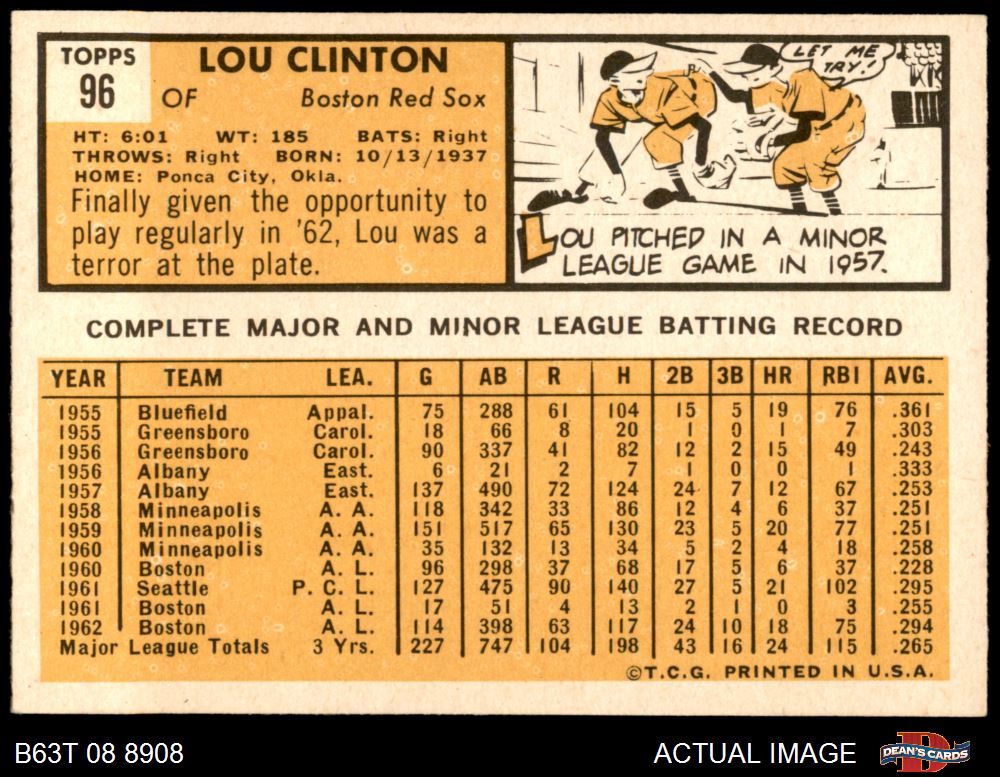 TOPPS
96
LOU CLINTON
OF Boston Red Sox
HT: 6:01 WT: 185 BATS: Right
THROWS: Right BORN: 10/13/1937
HOME: Ponca City, Okla.
Finally given the opportunity to
play regularly in '62, Lou was a
terror at the plate.
LET ME
TRY!
LOU PITCHED IN A MINOR
LEAGUE GAME IN 1957.
COMPLETE MAJOR AND MINOR LEAGUE BATTING RECORD
YEAR TEAM LEA. G AB R H 2B 3B HR RBI AVG.
1955 Bluefield Appal. 75 288 61 104 15 5 19 76 .361
1955 Greensboro Carol. 18 66 8 20 1 0 1 7 .303
1956 Greensboro Carol. 90 337 41 82 12 2 15 49 .243
1956 Albany East. 6 21 2 7 1 0 0 1 .333
1957 Albany East. 137 490 72 124 24 7 12 67 .253
1958 Minneapolis A. A. 118 342 33 86 12 4 6 37 .251
1959 Minneapolis A. A. 151 517 65 130 23 5 20 77 .251
1960 Minneapolis A. A. 35 132 13 34 5 2 4 18 .258
1960 Boston A. L. 96 298 37 68 17 5 6 37 .228
1961 Seattle P. C. L. 127 475 90 140 27 5 21 102 .295
1961 Boston A. L. 17 51 4 13 2 1 0 3 .255
1962 Boston A. L. 114 398 63 117 24 10 18 75 .294
Major League Totals 3 Yrs. 227 747 104 198 43 16 24 115 .265
©T.C.G. PRINTED IN U.S.A.
B63T 08 8908 ACTUAL IMAGE DEAN'S CARDS